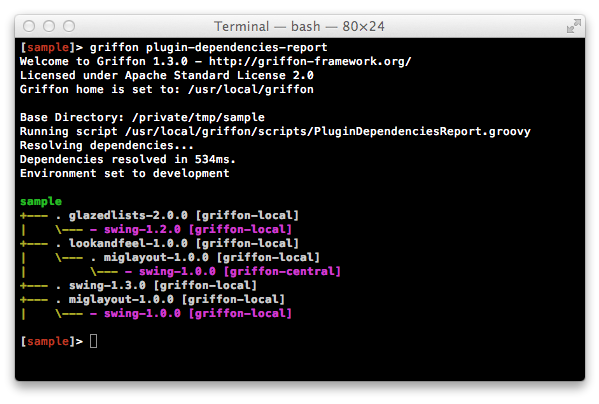 Terminal — bash — 80×24
[sample]> griffon plugin-dependencies-report
Welcome to Griffon 1.3.0 - http://griffon-framework.org/
Licensed under Apache Standard License 2.0
Griffon home is set to: /usr/local/griffon

Base Directory: /private/tmp/sample
Running script /usr/local/griffon/scripts/PluginDependenciesReport.groovy
Resolving dependencies...
Dependencies resolved in 534ms.
Environment set to development

sample
+--- . glazedlists-2.0.0 [griffon-local]
|    \--- - swing-1.2.0 [griffon-local]
+--- . lookandfeel-1.0.0 [griffon-local]
|    \--- . miglayout-1.0.0 [griffon-local]
|         \--- - swing-1.0.0 [griffon-central]
+--- . swing-1.3.0 [griffon-local]
+--- . miglayout-1.0.0 [griffon-local]
|    \--- - swing-1.0.0 [griffon-local]

[sample]>